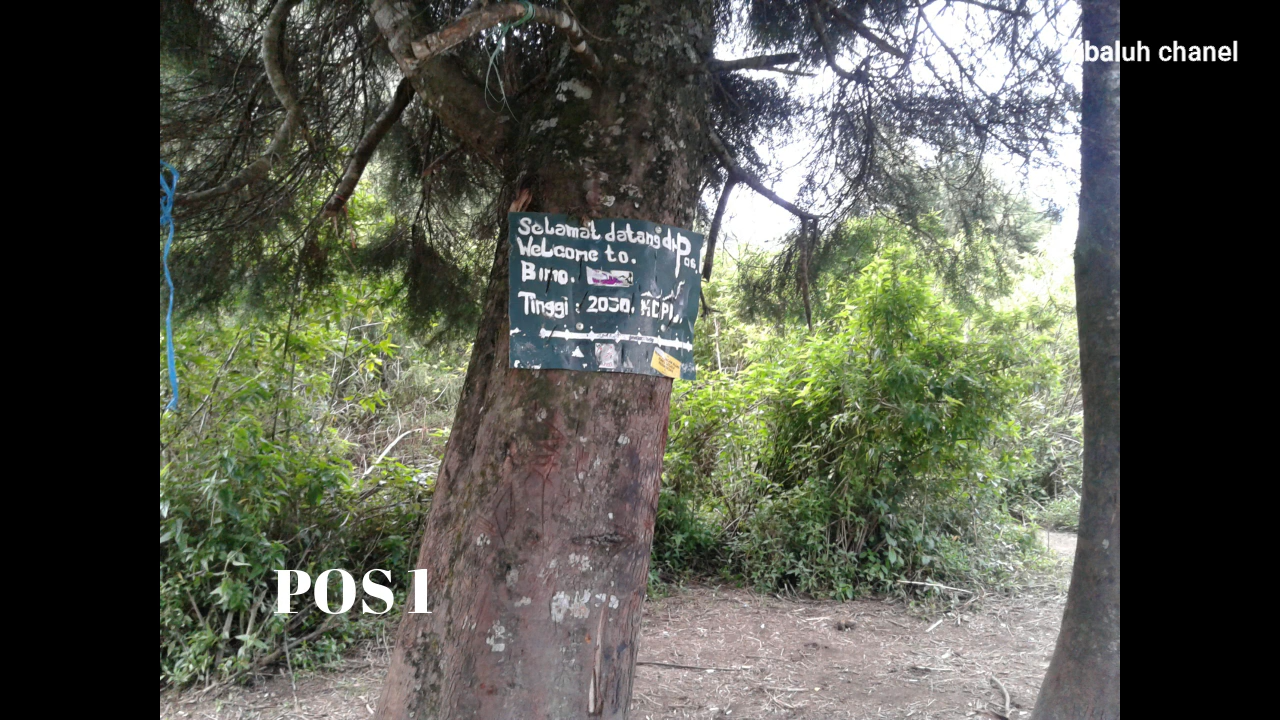 baluh chanel
Selamat datang di Pos.
Welcome to.
Bimo.
Tinggi : 2050. MDPL.
POS 1